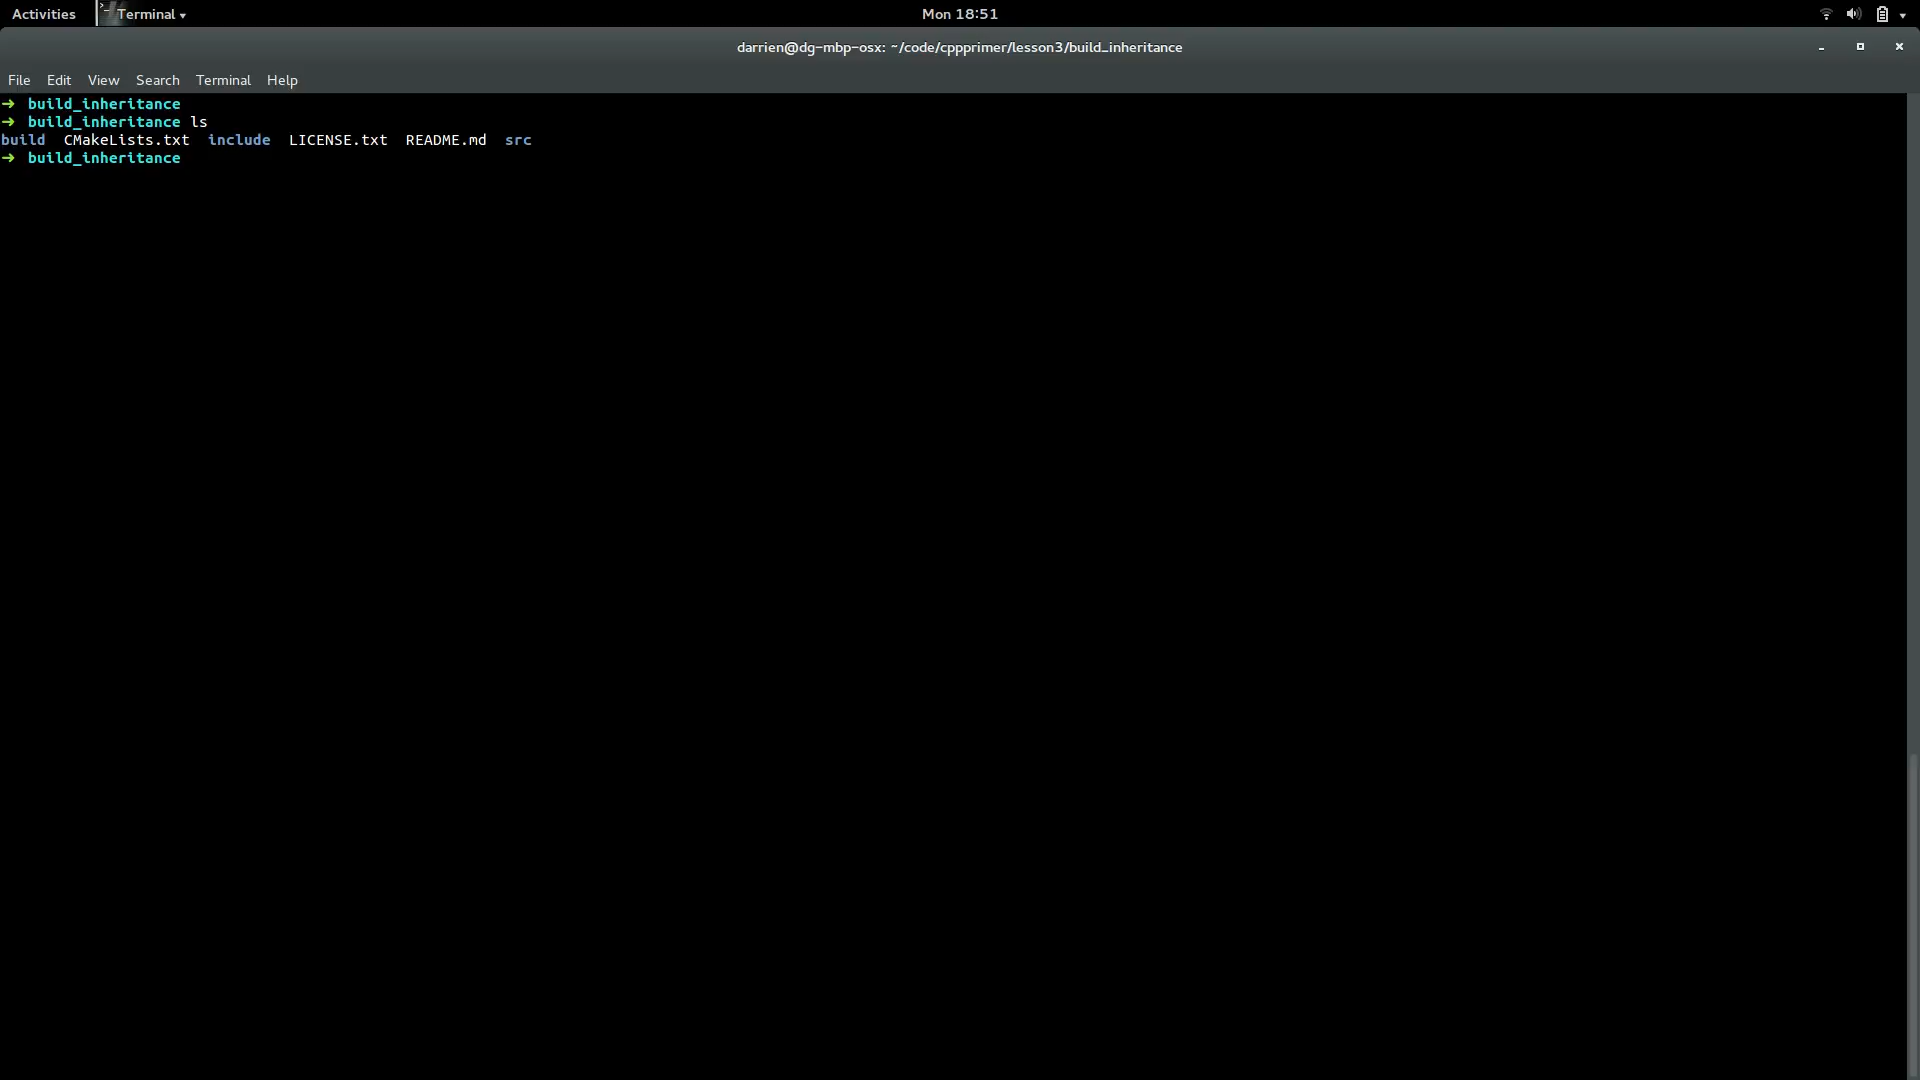 Activities Terminal Mon 18:51
darrien@dg-mbp-osx: ~/code/cppprimer/lesson3/build_inheritance
File Edit View Search Terminal Help
➜ build_inheritance
➜ build_inheritance ls
build CMakeLists.txt include LICENSE.txt README.md src
➜ build_inheritance